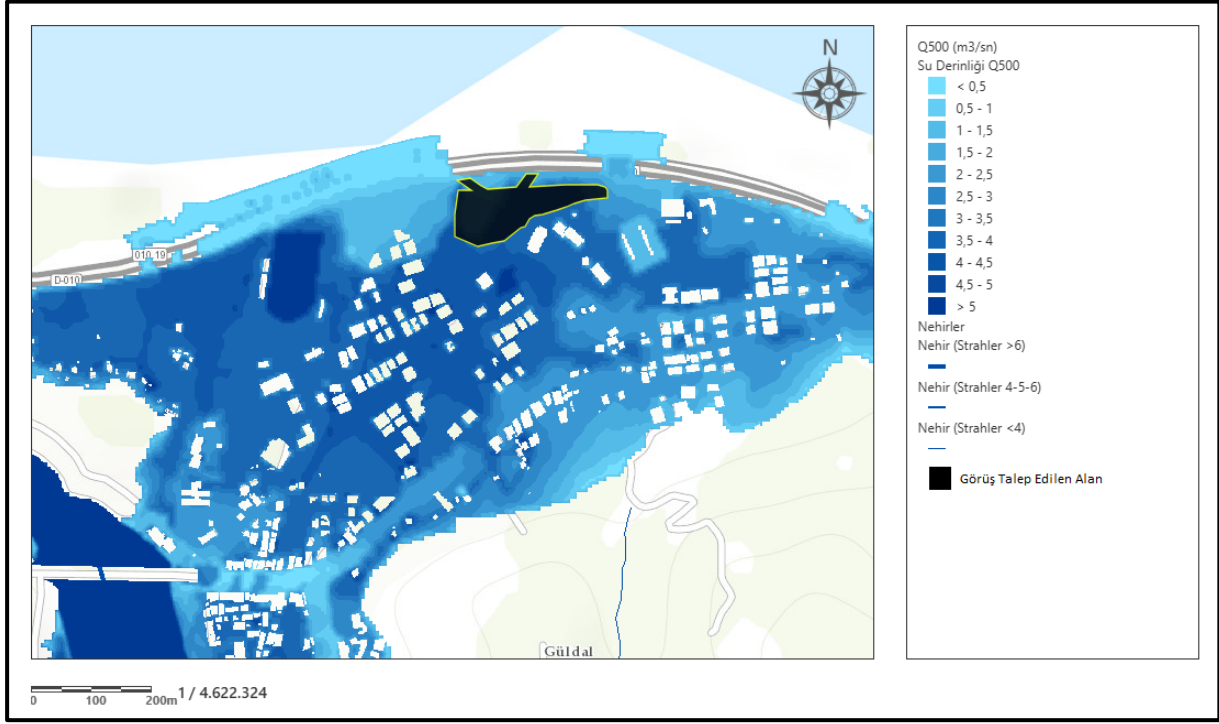 N
010-19
D-010
Güldal
0 100 200m 1 / 4.622.324
Q500 (m3/sn)
Su Derinliği Q500
< 0,5
0,5 - 1
1 - 1,5
1,5 - 2
2 - 2,5
2,5 - 3
3 - 3,5
3,5 - 4
4 - 4,5
4,5 - 5
> 5
Nehirler
Nehir (Strahler >6)
Nehir (Strahler 4-5-6)
Nehir (Strahler <4)
Görüş Talep Edilen Alan